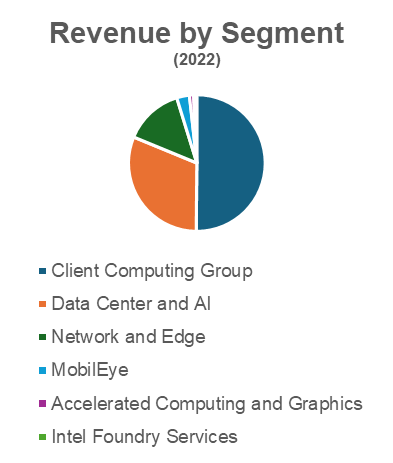 Revenue by Segment
(2022)
Client Computing Group
Data Center and AI
Network and Edge
MobilEye
Accelerated Computing and Graphics
Intel Foundry Services